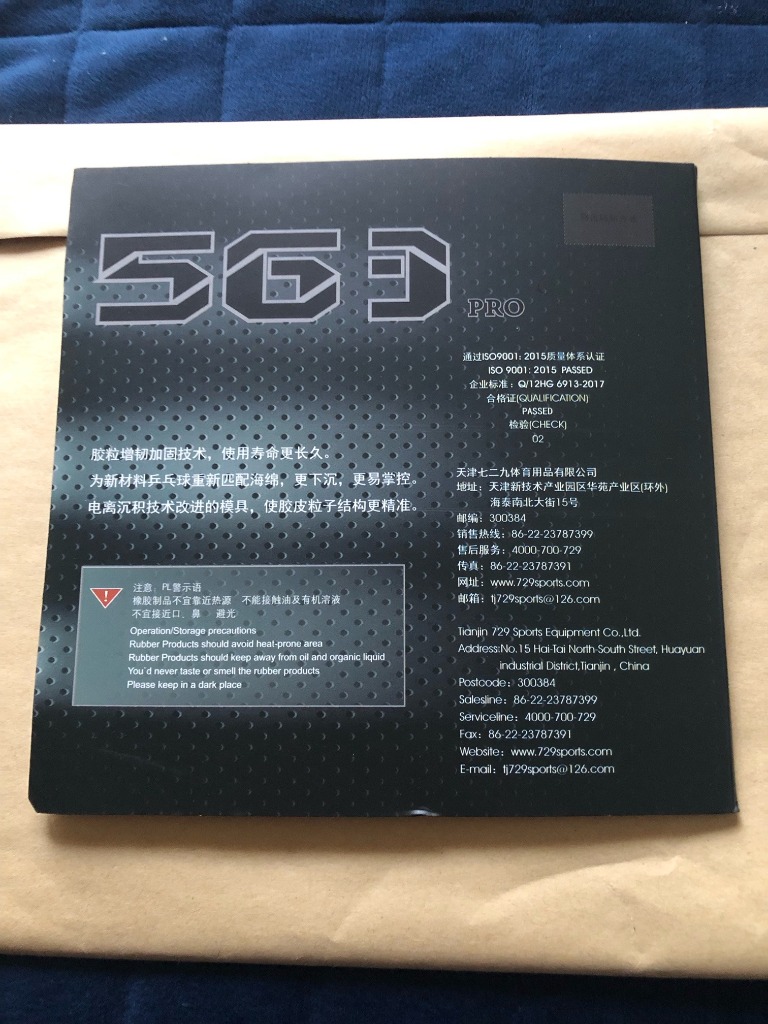 563
PRO
通过ISO9001: 2015质量体系认证
ISO 9001: 2015 PASSED
企业标准：Q/12HG 6913-2017
合格证(QUALIFICATION)
PASSED
检验(CHECK)
02
胶粒增韧加固技术，使用寿命更长久。
为新材料乒乓球重新匹配海绵，更下沉，更易掌控。
电离沉积技术改进的模具，使胶皮粒子结构更精准。
天津七二九体育用品有限公司
地址：天津新技术产业园区华苑产业区(环外)
海泰南北大街15号
邮编：300384
销售热线：86-22-23787399
售后服务：4000-700-729
传真：86-22-23787391
网址：www.729sports.com
邮箱：tj729sports@126.com
注意：PL警示语
橡胶制品不宜靠近热源 不能接触油及有机溶液
不宜接近口、鼻 避光
Operation/Storage precautions
Rubber Products should avoid heat-prone area
Rubber Products should keep away from oil and organic liquid
You'd never taste or smell the rubber products
Please keep in a dark place
Tianjin 729 Sports Equipment Co.,Ltd.
Address:No.15 Hai-Tai North-South Street, Huayuan
industrial District,Tianjin , China
Postcode：300384
Salesline：86-22-23787399
Serviceline：4000-700-729
Fax：86-22-23787391
Website：www.729sports.com
E-mail：tj729sports@126.com